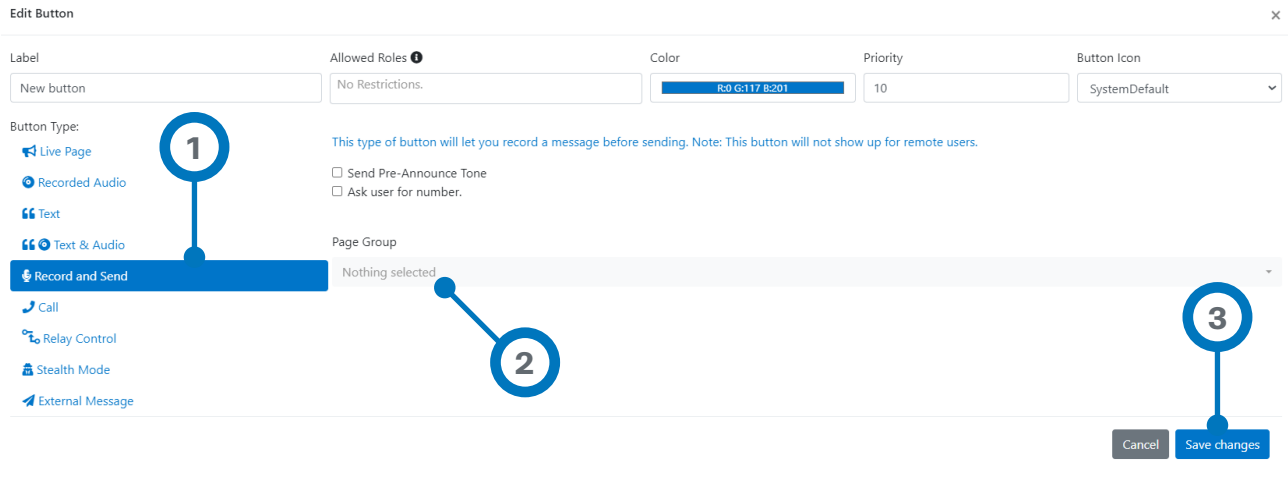 Edit Button ×
Label Allowed Roles Color Priority Button Icon
New button No Restrictions. R:0 G:117 B:201 10 SystemDefault
Button Type:
1
Live Page
This type of button will let you record a message before sending. Note: This button will not show up for remote users.
Recorded Audio
Send Pre-Announce Tone
Ask user for number.
Text
Text & Audio
Page Group
Record and Send
Nothing selected
Call
3
Relay Control
2
Stealth Mode
External Message
Cancel Save changes